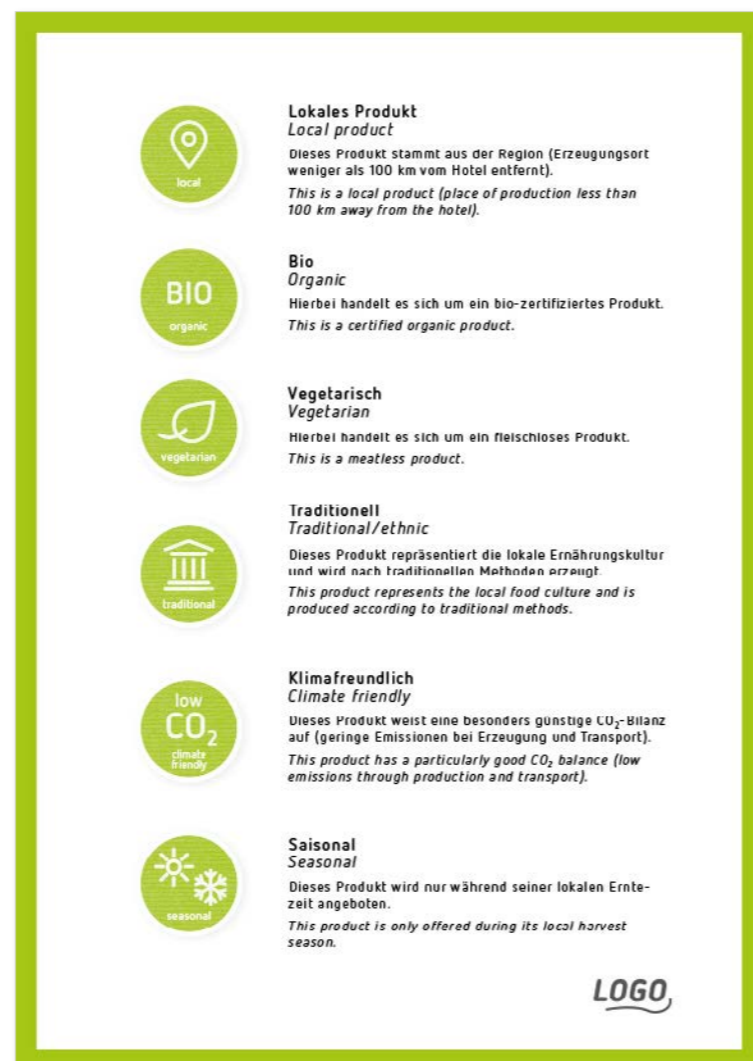 local
Lokales Produkt
Local product
Dieses Produkt stammt aus der Region (Erzeugungsort
weniger als 100 km vom Hotel entfernt).
This is a local product (place of production less than
100 km away from the hotel).
BIO
organic
Bio
Organic
Hierbei handelt es sich um ein bio-zertifiziertes Produkt.
This is a certified organic product.
vegetarian
Vegetarisch
Vegetarian
Hierbei handelt es sich um ein fleischloses Produkt.
This is a meatless product.
traditional
Traditionell
Traditional/ethnic
Dieses Produkt repräsentiert die lokale Ernährungskultur
und wird nach traditionellen Methoden erzeugt.
This product represents the local food culture and is
produced according to traditional methods.
low
CO₂
climate
friendly
Klimafreundlich
Climate friendly
Dieses Produkt weist eine besonders günstige CO₂-Bilanz
auf (geringe Emissionen bei Erzeugung und Transport).
This product has a particularly good CO₂ balance (low
emissions through production and transport).
seasonal
Saisonal
Seasonal
Dieses Produkt wird nur während seiner lokalen Ernte-
zeit angeboten.
This product is only offered during its local harvest
season.
LOGO